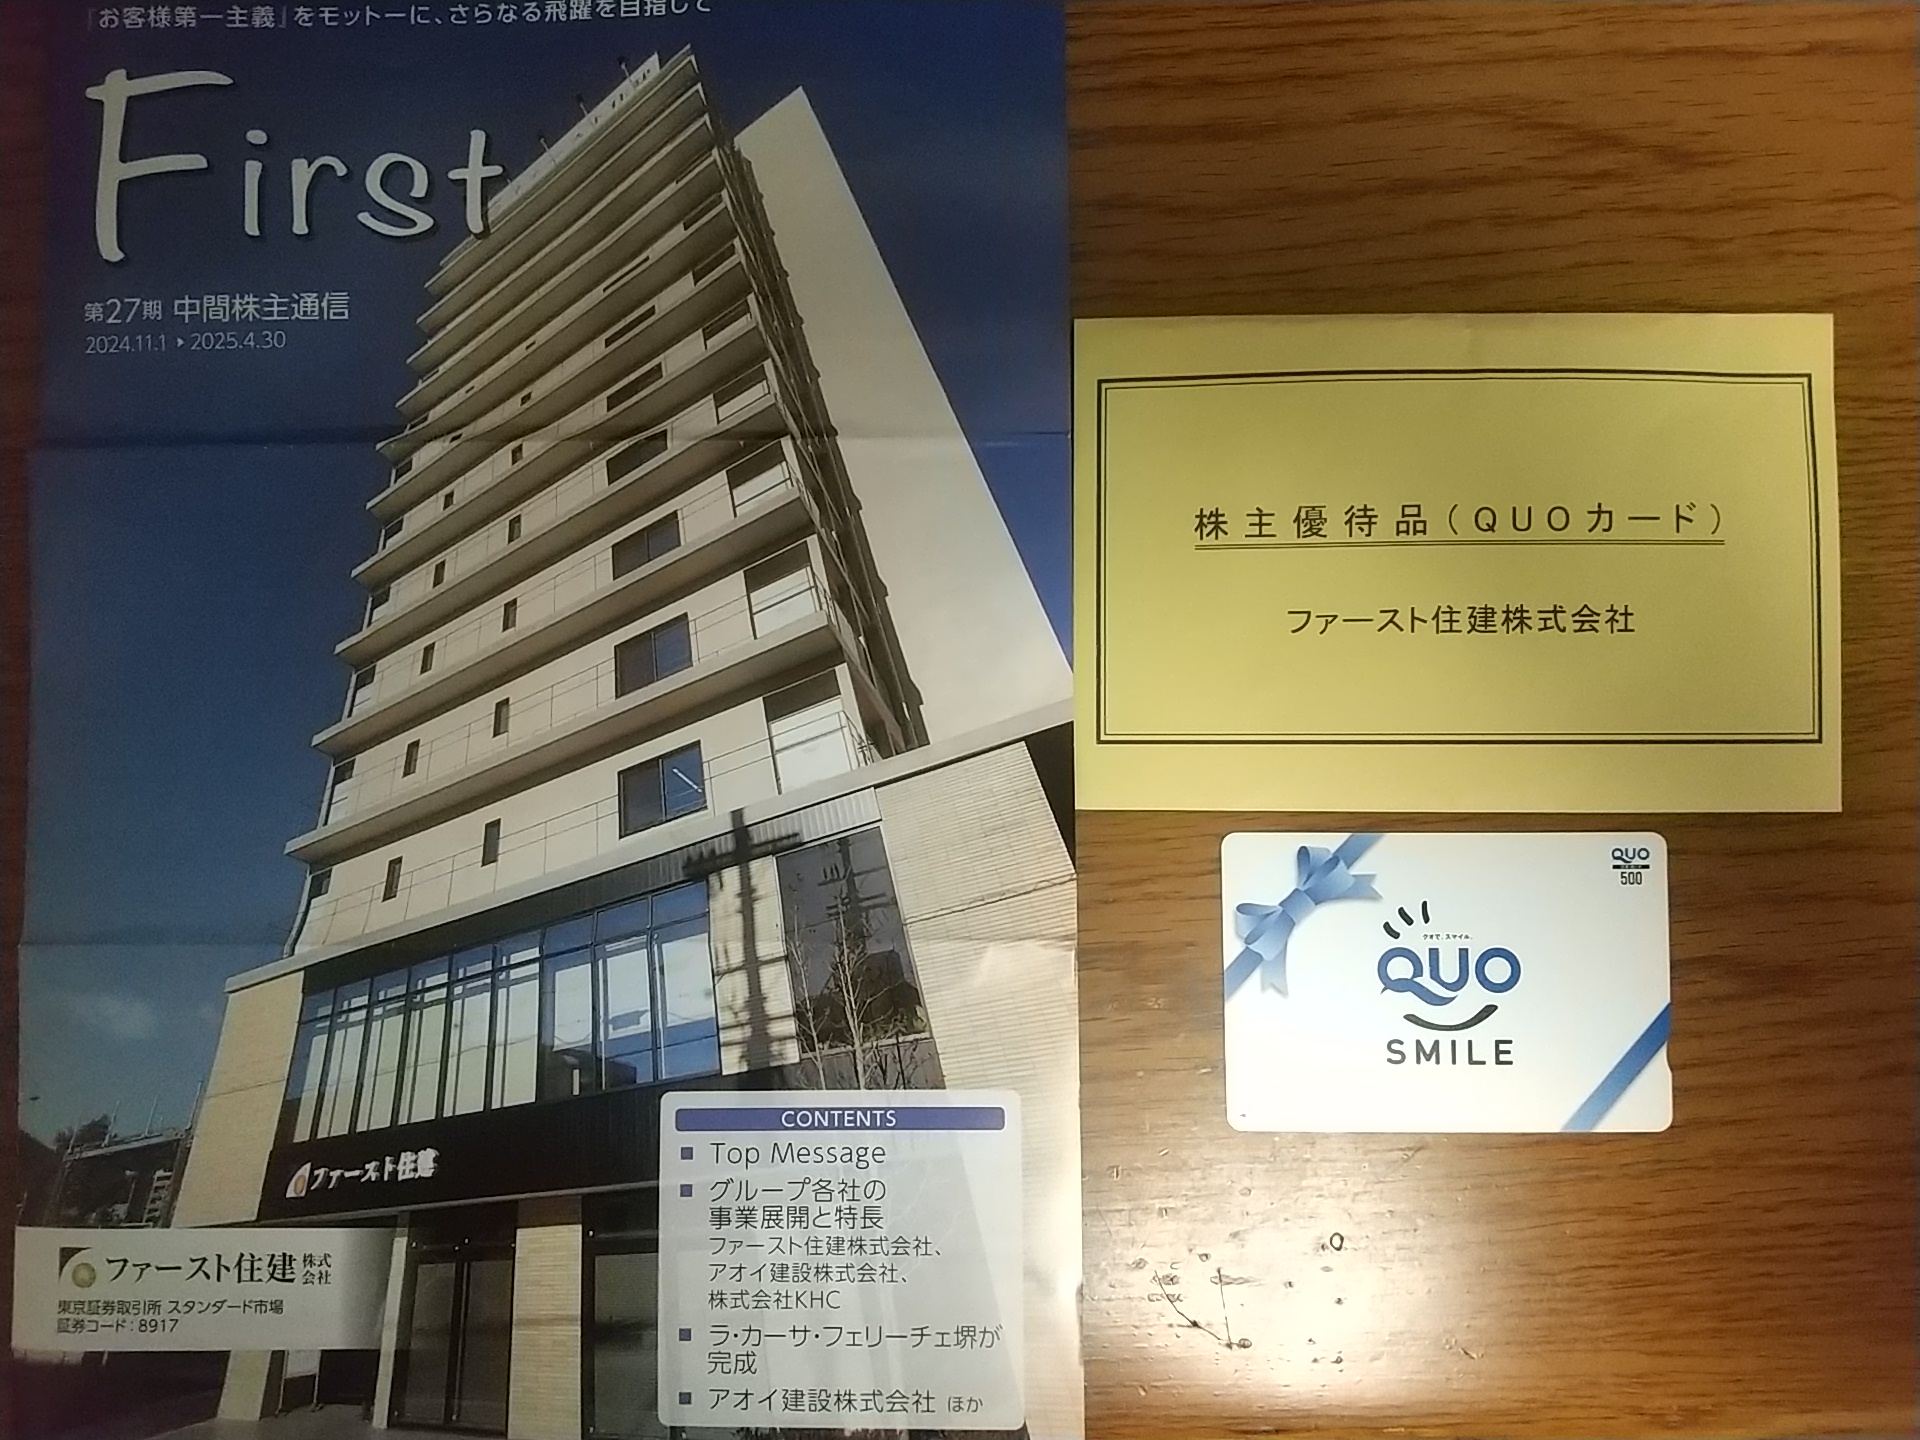 『お客様第一主義』をモットーに、さらなる飛躍を目指して
First
第27期 中間株主通信
2024.11.1 ▶ 2025.4.30
ファースト住建
CONTENTS
■ Top Message
■ グループ各社の
事業展開と特長
ファースト住建株式会社、
アオイ建設株式会社、
株式会社KHC
■ ラ・カーサ・フェリーチェ堺が
完成
■ アオイ建設株式会社 ほか
ファースト住建 株式会社
東京証券取引所 スタンダード市場
証券コード：8917
株主優待品（QUOカード）
ファースト住建株式会社
QUO
500
クオで、スマイル。
QUO
SMILE